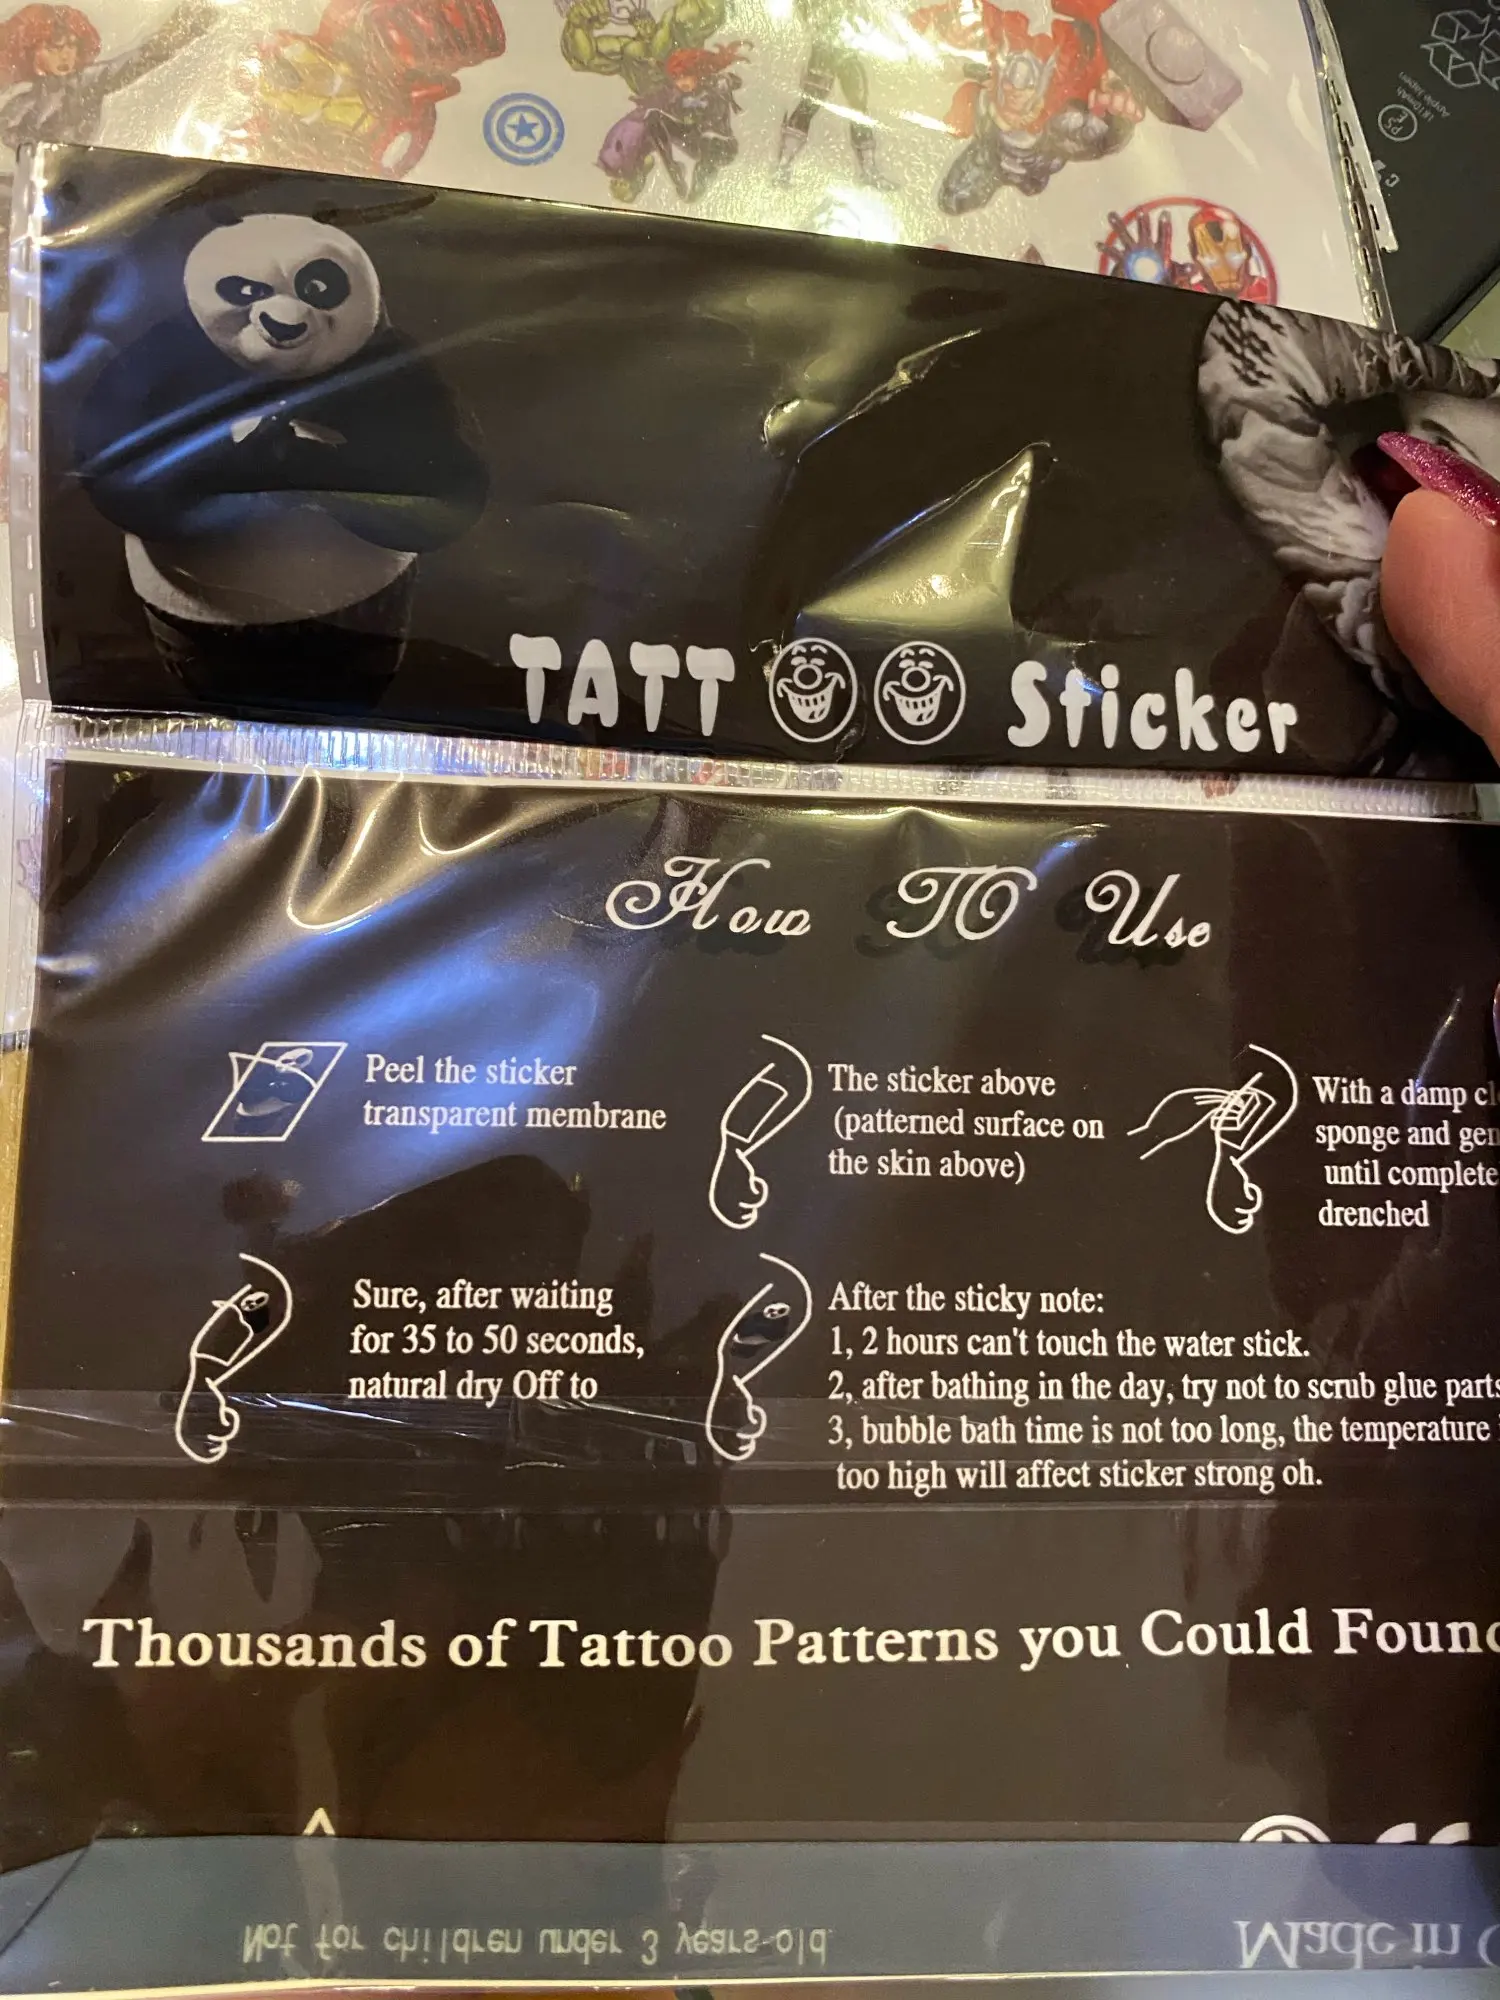 TATT Sticker
How TO Use
Peel the sticker
transparent membrane
The sticker above
(patterned surface on
the skin above)
With a damp
sponge and
until
drenched
Sure, after waiting
for 35 to 50 seconds,
natural dry Off to
After the sticky note:
1, 2 hours can't touch the water stick.
2, after bathing in the day, try not to scrub glue parts
3, bubble bath time is not too long, the temperature
too high will affect sticker strong oh.
Thousands of Tattoo Patterns you Could
Not for children under 3 years-old
Made in